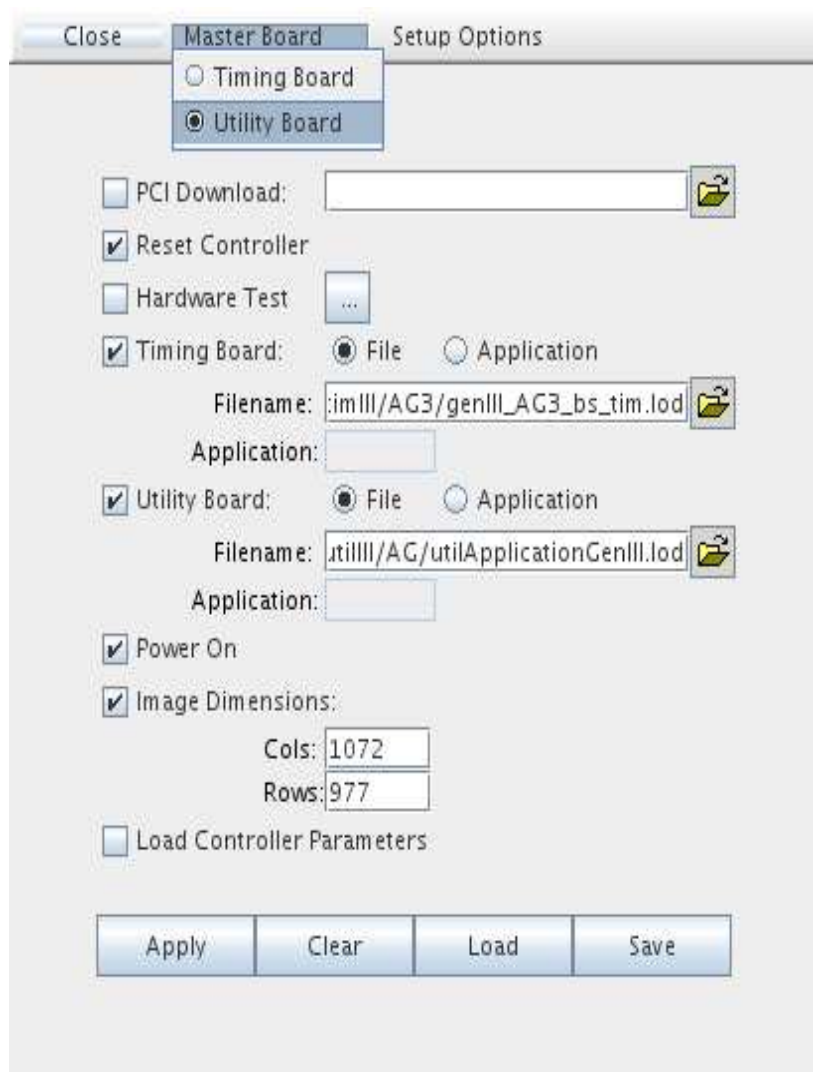 Close Master Board Setup Options
Timing Board
Utility Board
PCI Download:
Reset Controller
Hardware Test ...
Timing Board: File Application
Filename: :imIII/AG3/genIII_AG3_bs_tim.lod
Application:
Utility Board: File Application
Filename: utilIII/AG/utilApplicationGenIII.lod
Application:
Power On
Image Dimensions:
Cols: 1072
Rows: 977
Load Controller Parameters
Apply Clear Load Save